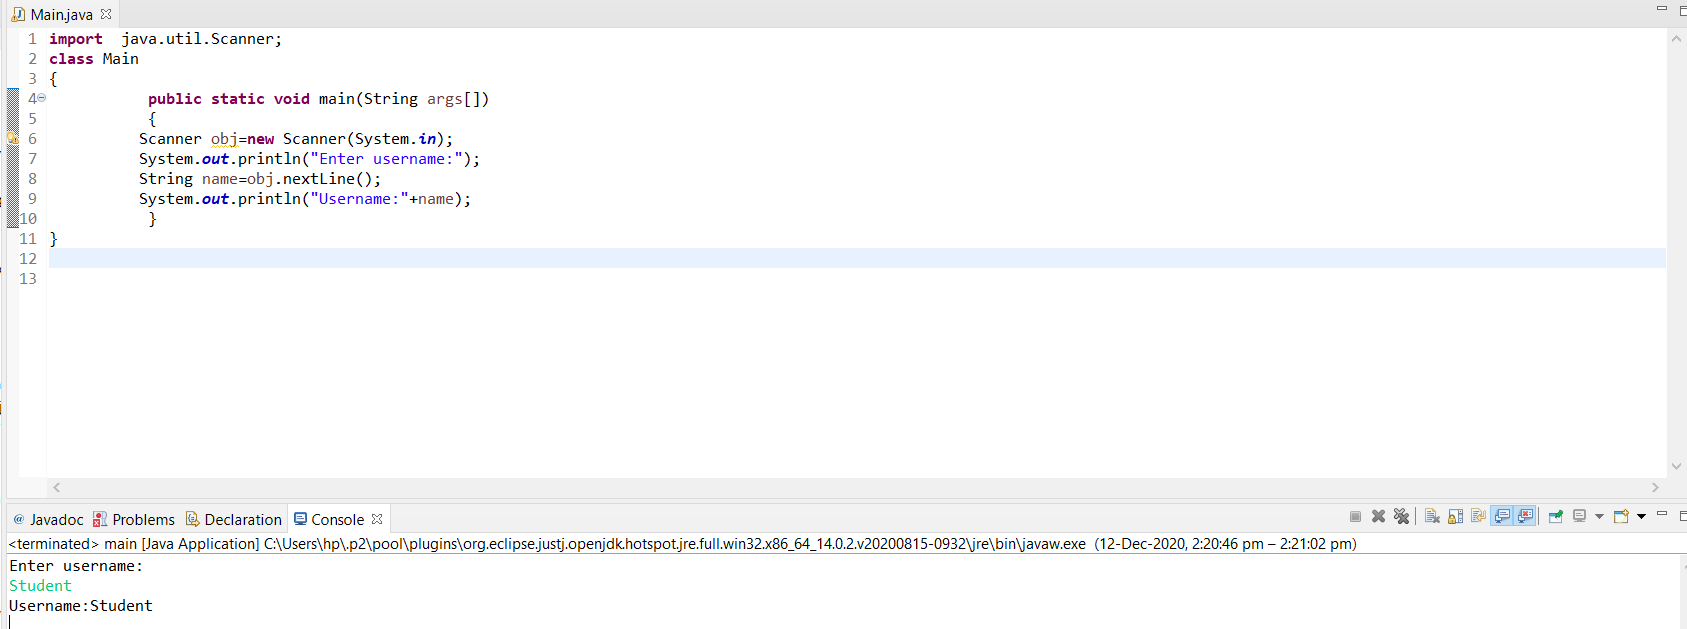 Main.java
1 import  java.util.Scanner;
2 class Main
3 {
4 public static void main(String args[])
5 {
6 Scanner obj=new Scanner(System.in);
7 System.out.println("Enter username:");
8 String name=obj.nextLine();
9 System.out.println("Username:"+name);
10 }
11 }
12
13
@ Javadoc Problems Declaration Console
<terminated> main [Java Application] C:\Users\hp\.p2\pool\plugins\org.eclipse.justj.openjdk.hotspot.jre.full.win32.x86_64_14.0.2.v20200815-0932\jre\bin\javaw.exe (12-Dec-2020, 2:20:46 pm – 2:21:02 pm)
Enter username:
Student
Username:Student